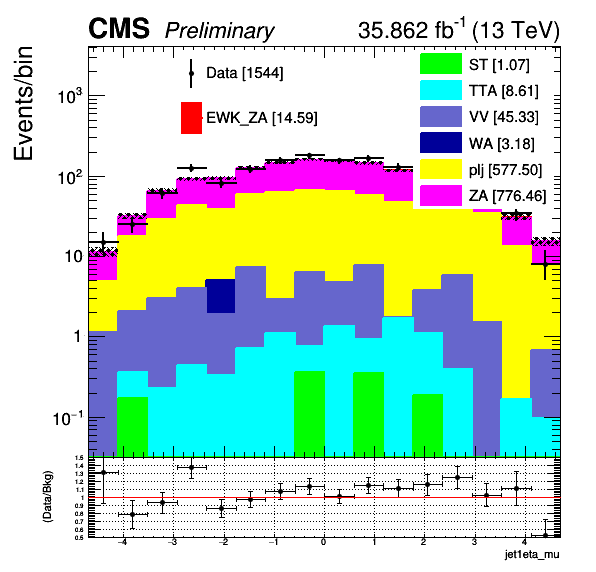 CMS Preliminary 35.862 fb⁻¹ (13 TeV)
Events/bin
Data [1544]
EWK_ZA [14.59]
ST [1.07]
TTA [8.61]
VV [45.33]
WA [3.18]
plj [577.50]
ZA [776.46]
10³
10²
10
1
10⁻¹
(Data/Bkg)
1.5
1.4
1.3
1.2
1.1
1
0.9
0.8
0.7
0.6
0.5
−4 −3 −2 −1 0 1 2 3 4
jet1eta_mu